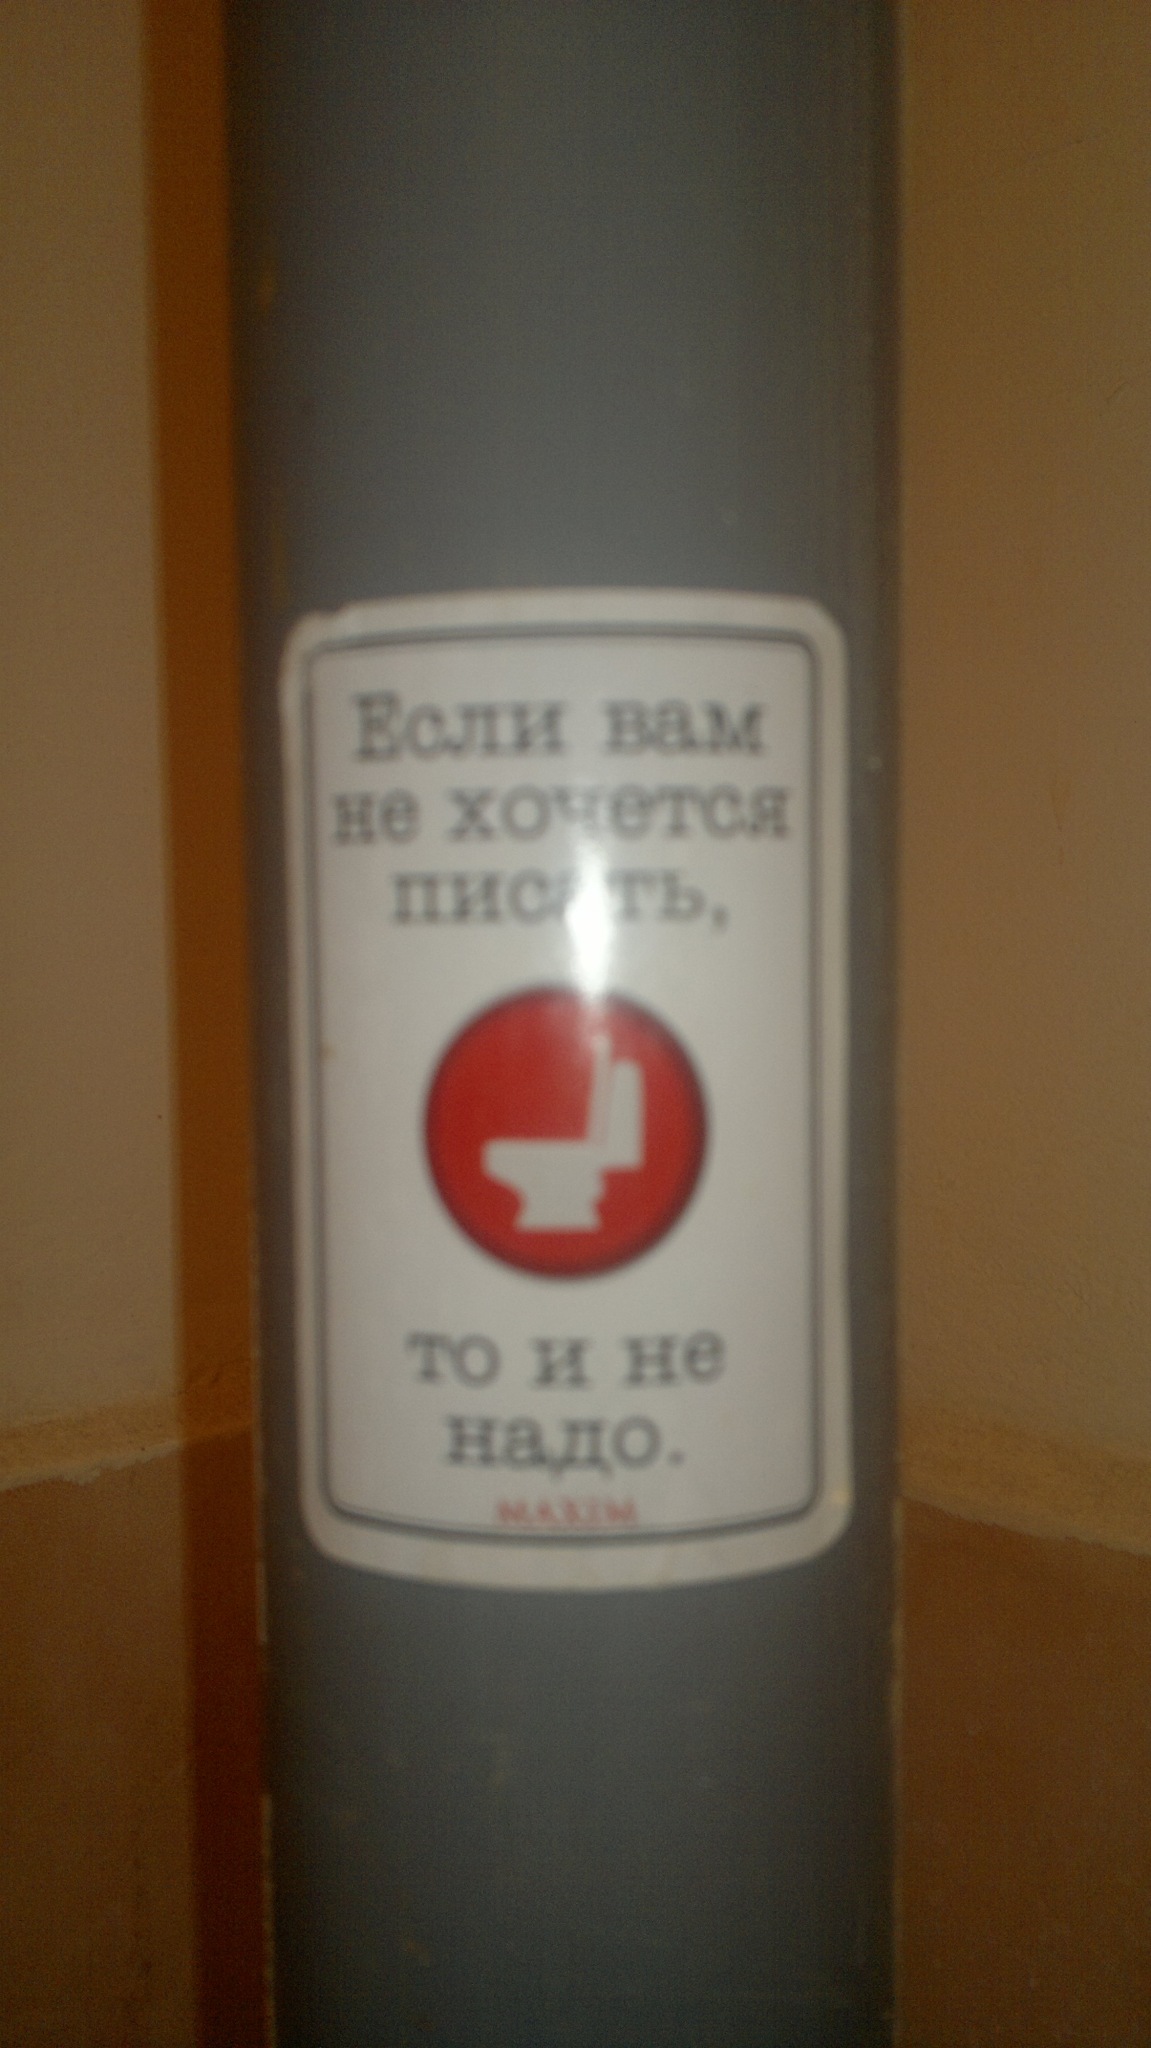 Если вам
не хочется
писать,
то и не
надо.
MAXIM